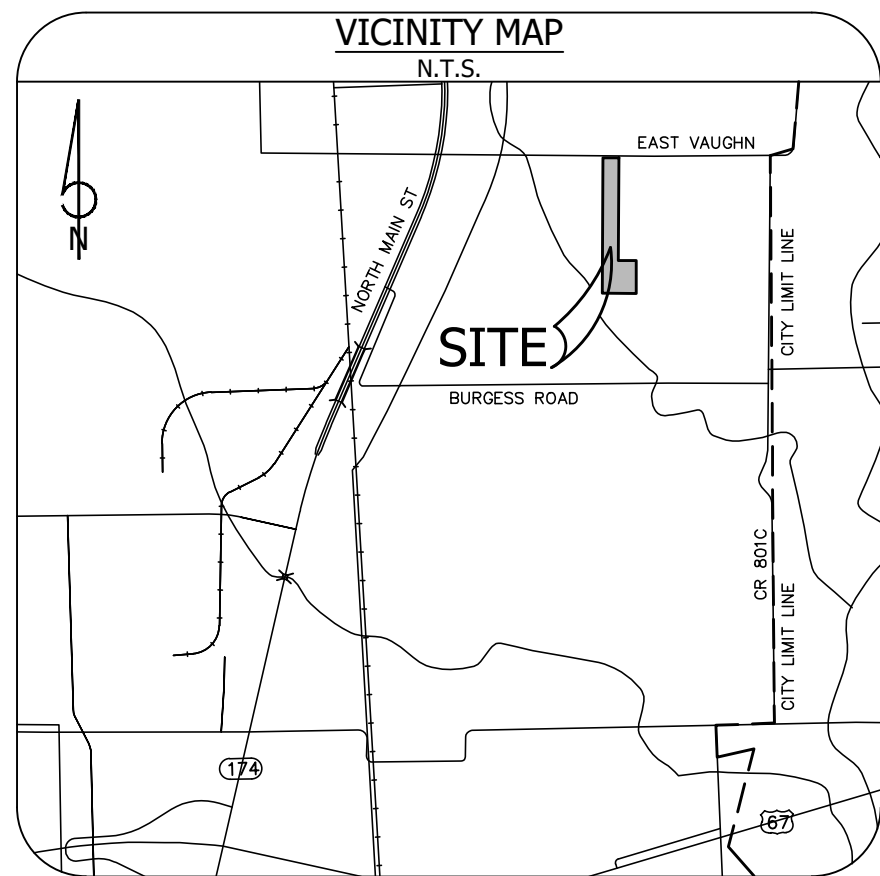 VICINITY MAP
N.T.S.
EAST VAUGHN
N
NORTH MAIN ST
CITY LIMIT LINE
SITE
BURGESS ROAD
CR 801C
CITY LIMIT LINE
174
67